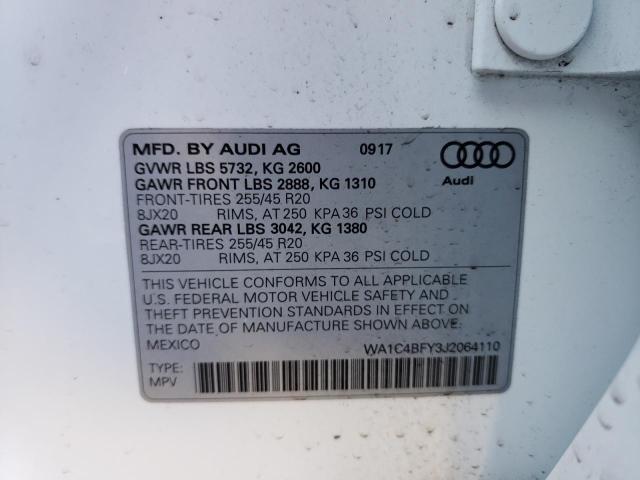 MFD. BY AUDI AG 0917
GVWR LBS 5732, KG 2600
GAWR FRONT LBS 2888, KG 1310
FRONT-TIRES 255/45 R20
8JX20 RIMS, AT 250 KPA 36 PSI COLD
GAWR REAR LBS 3042, KG 1380
REAR-TIRES 255/45 R20
8JX20 RIMS, AT 250 KPA 36 PSI COLD
Audi
THIS VEHICLE CONFORMS TO ALL APPLICABLE
U.S. FEDERAL MOTOR VEHICLE SAFETY AND
THEFT PREVENTION STANDARDS IN EFFECT ON
THE DATE OF MANUFACTURE SHOWN ABOVE.
MEXICO WA1C4BFY3J2064110
TYPE:
MPV